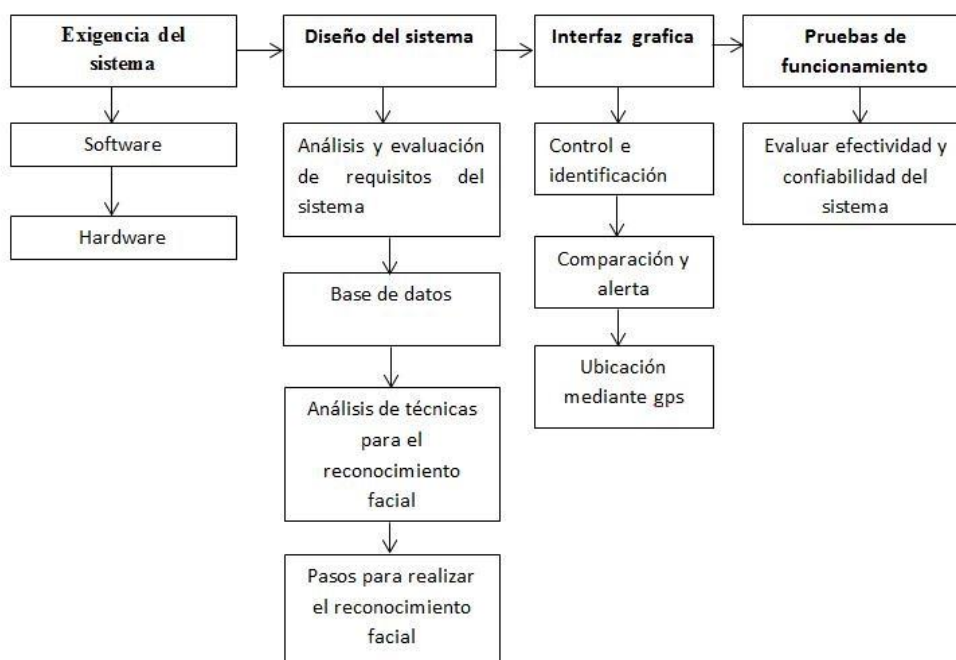 Exigencia del
sistema
Diseño del sistema
Interfaz grafica
Pruebas de
funcionamiento
Software
Hardware
Análisis y evaluación
de requisitos del
sistema
Base de datos
Análisis de técnicas
para el
reconocimiento
facial
Pasos para realizar
el reconocimiento
facial
Control e
identificación
Comparación y
alerta
Ubicación
mediante gps
Evaluar efectividad y
confiabilidad del
sistema